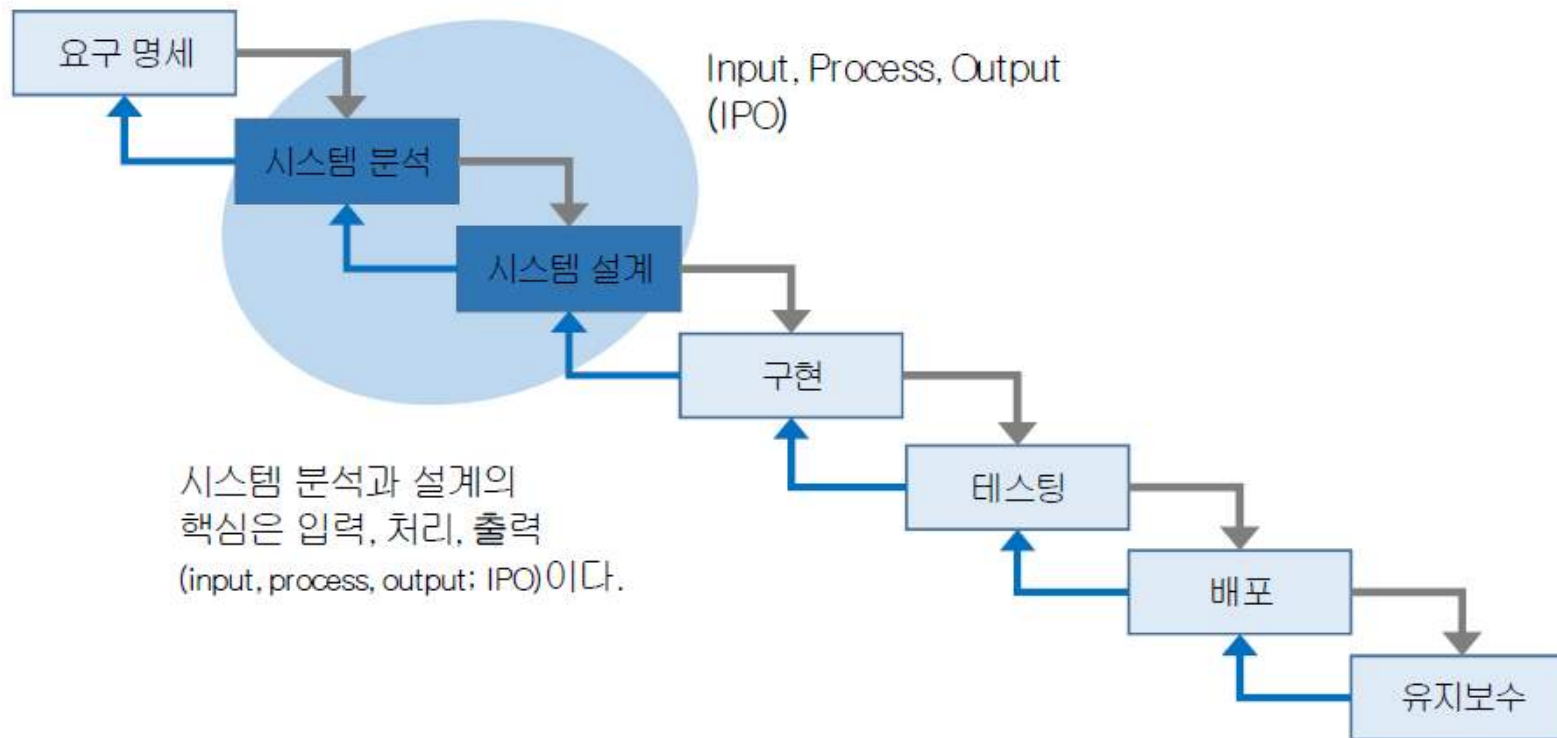 요구 명세
Input, Process, Output
(IPO)
시스템 분석
시스템 설계
구현
시스템 분석과 설계의
핵심은 입력, 처리, 출력
(input, process, output; IPO)이다.
테스팅
배포
유지보수